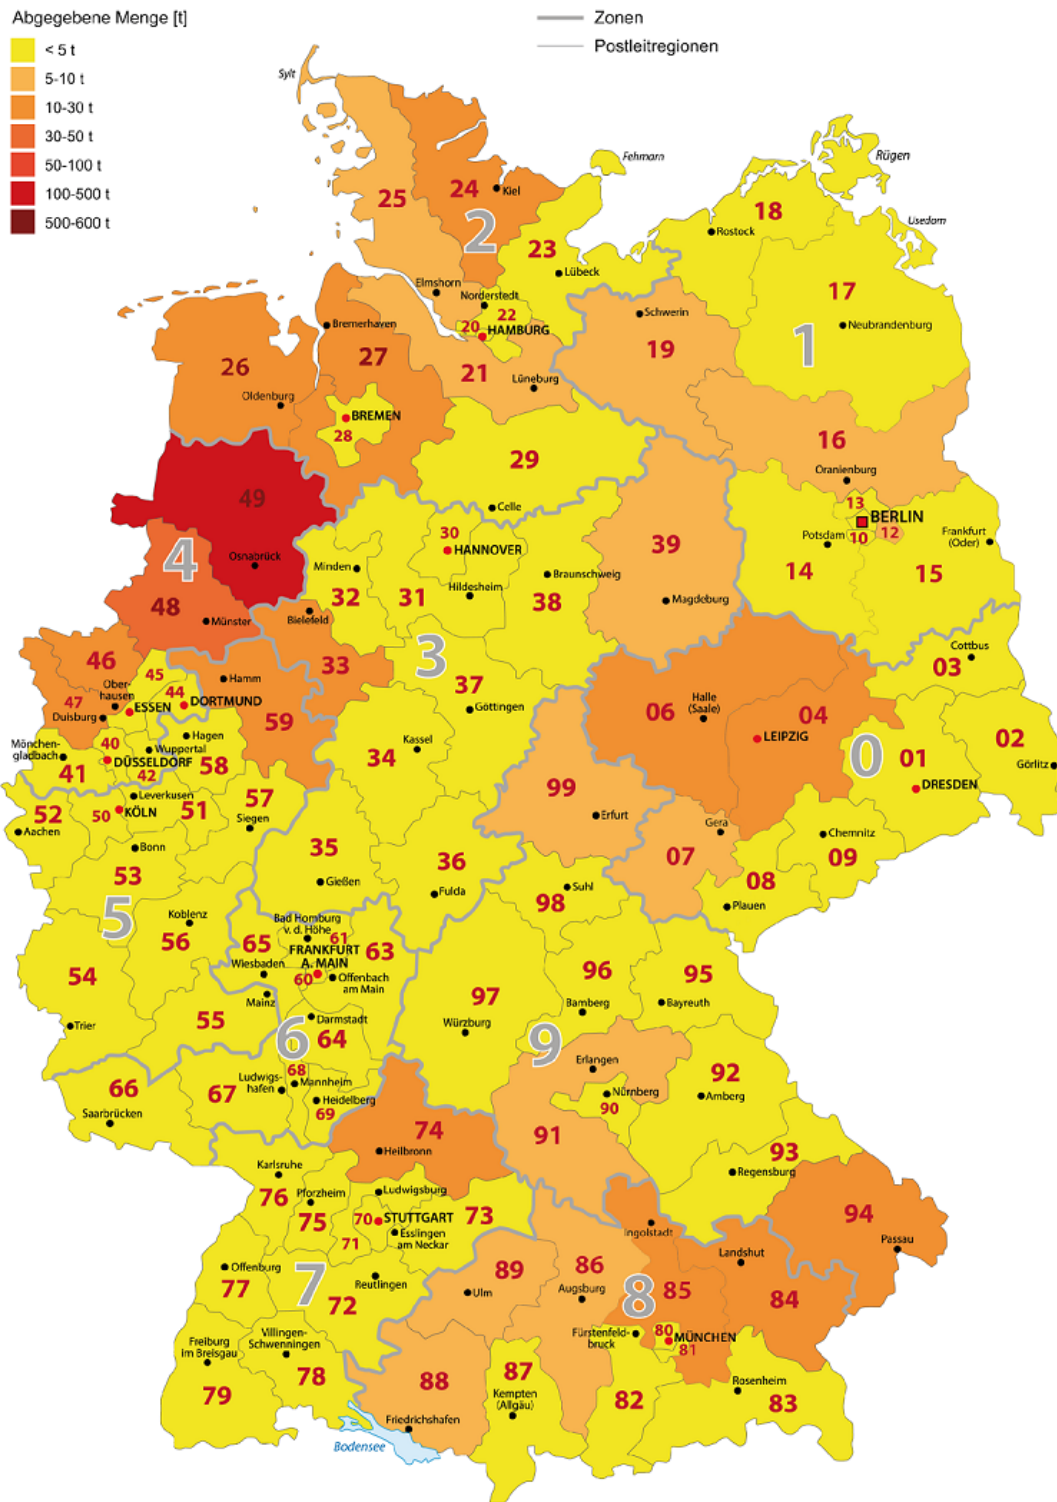 Abgegebene Menge [t]
< 5 t
5-10 t
10-30 t
30-50 t
50-100 t
100-500 t
500-600 t
Zonen
Postleitregionen
Sylt
Fehmarn
Rügen
Usedom
25
24
Kiel
2
23
Lübeck
18
Rostock
17
Neubrandenburg
1
Elmshorn
Norderstedt
22
20
HAMBURG
Schwerin
19
Bremerhaven
27
26
Oldenburg
21
Lüneburg
BREMEN
28
29
Celle
16
Oranienburg
13
BERLIN
12
10
Potsdam
Frankfurt
(Oder)
14
15
49
Osnabrück
4
48
Münster
30
HANNOVER
Minden
32
31
Hildesheim
Braunschweig
38
39
Magdeburg
Bielefeld
33
3
37
Göttingen
Cottbus
03
46
45
Ober-
hausen
47
Duisburg
44
ESSEN
DORTMUND
Hamm
59
Halle
(Saale)
06
04
LEIPZIG
0
01
DRESDEN
02
Görlitz
Mönchen-
gladbach
41
40
DÜSSELDORF
Wuppertal
42
Hagen
58
34
Kassel
Leverkusen
52
Aachen
50
KÖLN
51
57
Siegen
Bonn
53
99
Erfurt
Gera
07
Chemnitz
09
08
Plauen
35
Gießen
36
Fulda
98
Suhl
5
Koblenz
56
54
Trier
55
65
Wiesbaden
Mainz
Bad Homburg
v. d. Höhe
61
FRANKFURT
A. MAIN
60
Offenbach
am Main
63
6
Darmstadt
64
97
Würzburg
96
Bamberg
95
Bayreuth
9
Erlangen
Nürnberg
90
91
92
Amberg
93
Regensburg
66
Saarbrücken
67
Ludwigs-
hafen
68
Mannheim
Heidelberg
69
74
Heilbronn
Karlsruhe
76
Pforzheim
75
Ludwigsburg
70
STUTTGART
71
Esslingen
am Neckar
73
Offenburg
77
7
Reutlingen
72
Freiburg
im Breisgau
79
Villingen-
Schwenningen
78
89
Ulm
86
Augsburg
Ingolstadt
8
85
Landshut
84
94
Passau
Fürstenfeld-
bruck
80
MÜNCHEN
81
88
Friedrichshafen
87
Kempten
(Allgäu)
82
Rosenheim
83
Bodensee